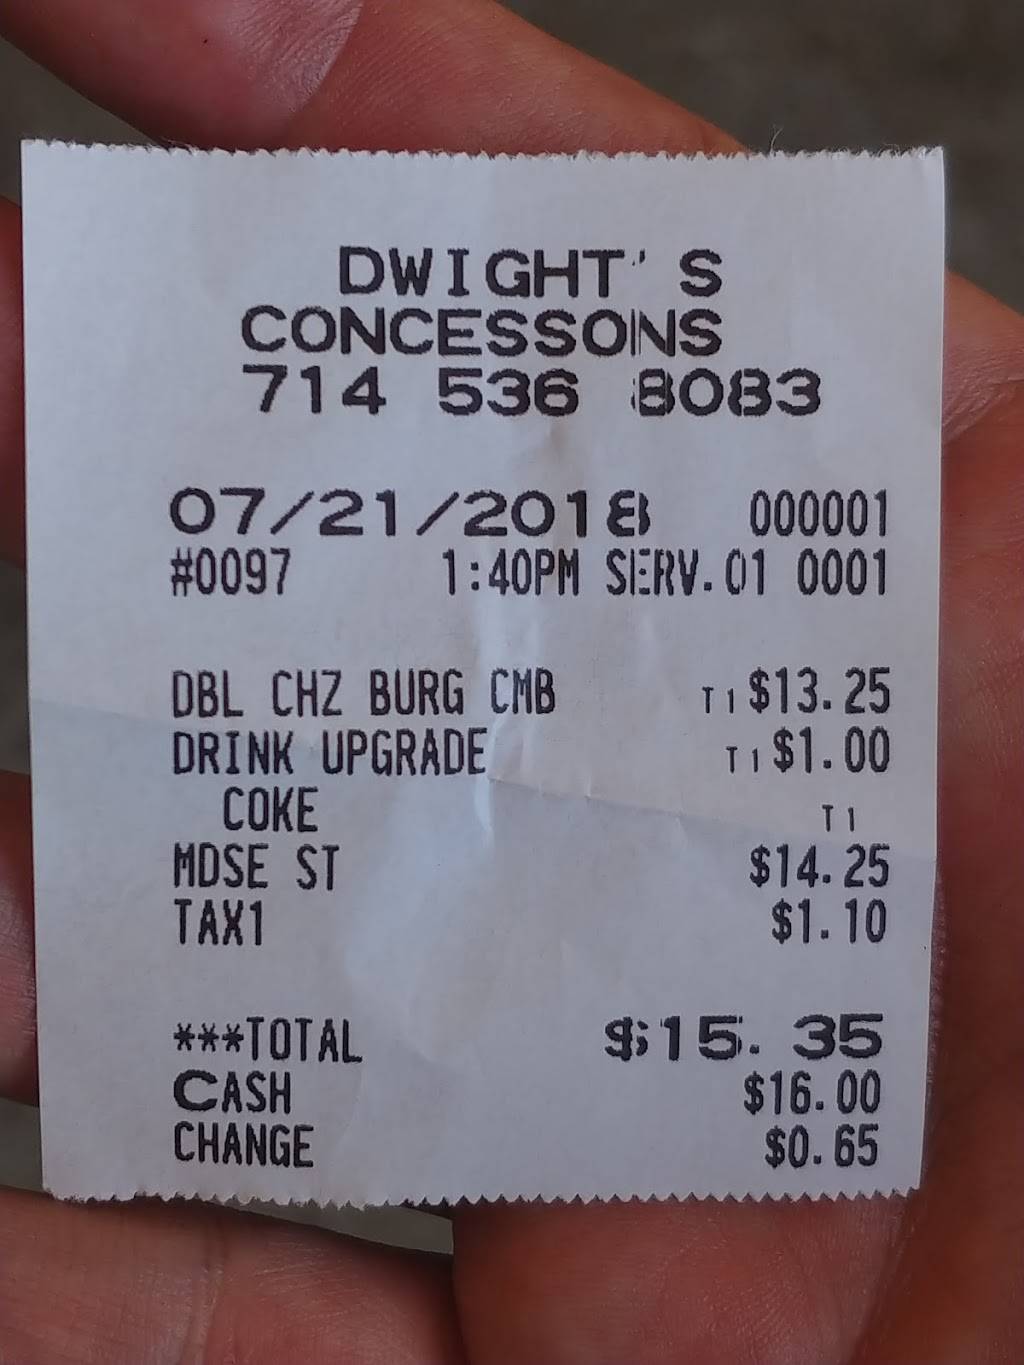 DWIGHT'S
CONCESSONS
714 536 8083
07/21/2018 000001
#0097 1:40PM SERV.01 0001
DBL CHZ BURG CMB T1 $13.25
DRINK UPGRADE T1 $1.00
COKE T1
MDSE ST $14.25
TAX1 $1.10
***TOTAL $15.35
CASH $16.00
CHANGE $0.65